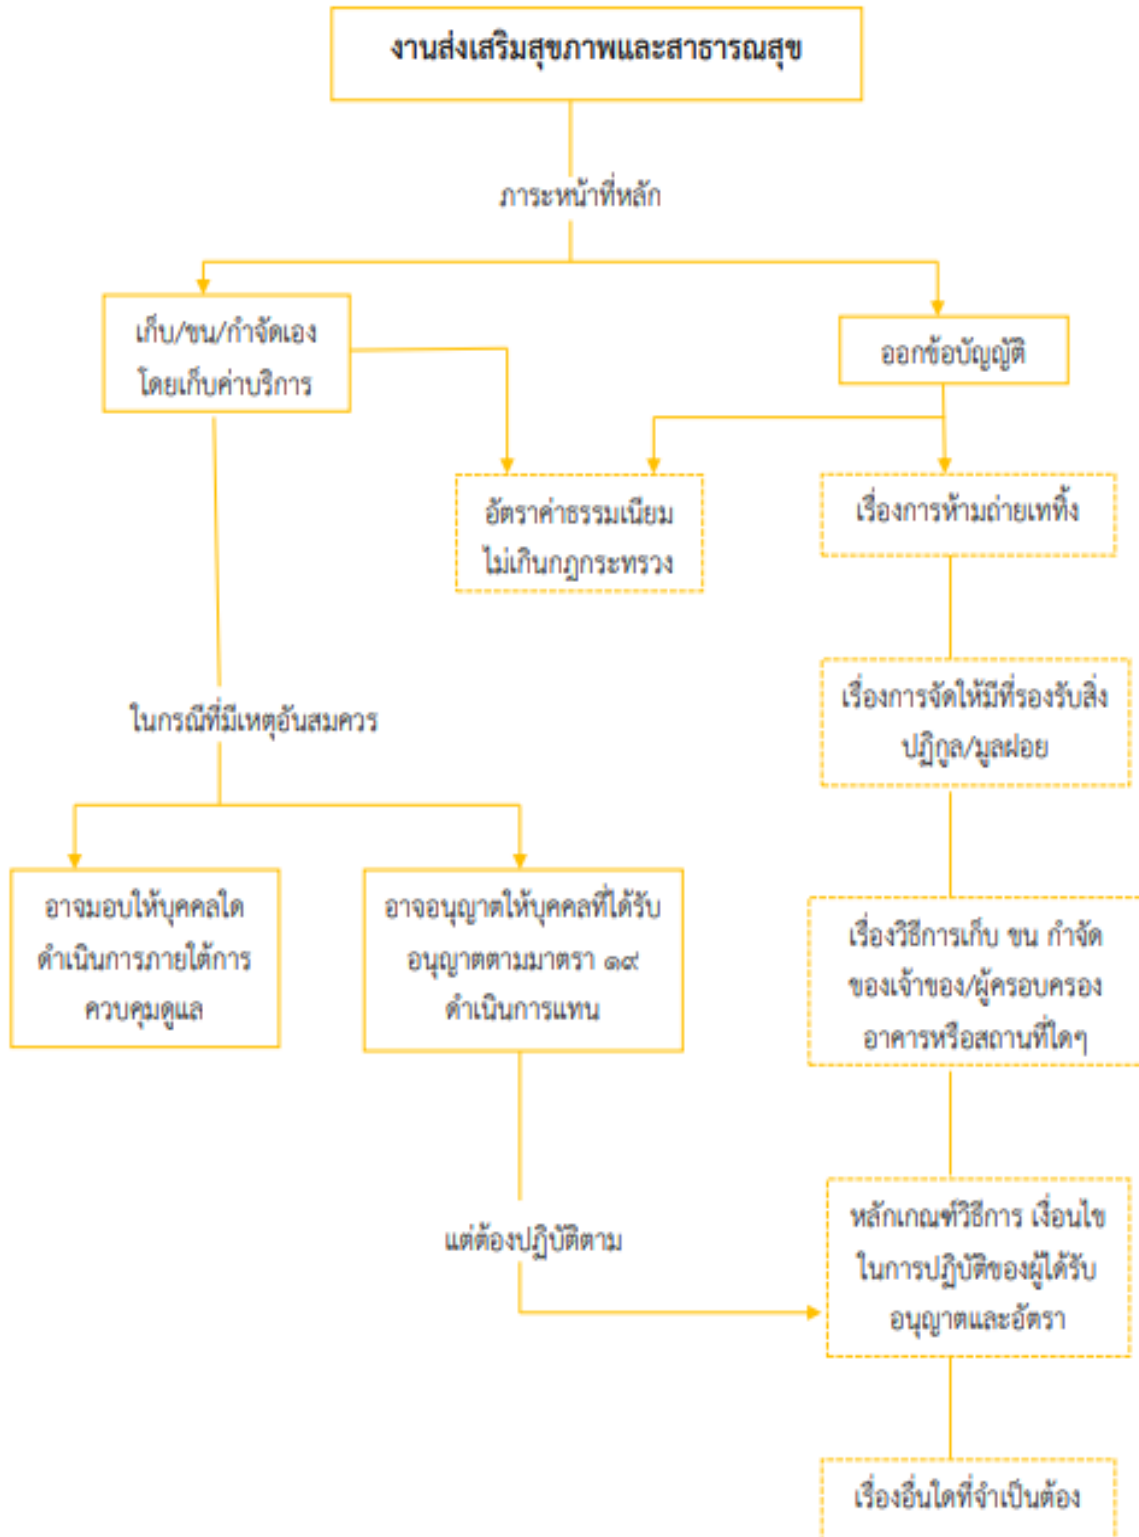 งานส่งเสริมสุขภาพและสาธารณสุข
ภาระหน้าที่หลัก
เก็บ/ขน/กำจัดเอง
โดยเก็บค่าบริการ
ออกข้อบัญญัติ
อัตราค่าธรรมเนียม
ไม่เกินกฎกระทรวง
เรื่องการห้ามถ่ายเททิ้ง
เรื่องการจัดให้มีที่รองรับสิ่ง
ปฏิกูล/มูลฝอย
ในกรณีที่มีเหตุอันสมควร
อาจมอบให้บุคคลใด
ดำเนินการภายใต้การ
ควบคุมดูแล
อาจอนุญาตให้บุคคลที่ได้รับ
อนุญาตตามมาตรา ๑๙
ดำเนินการแทน
เรื่องวิธีการเก็บ ขน กำจัด
ของเจ้าของ/ผู้ครอบครอง
อาคารหรือสถานที่ใดๆ
แต่ต้องปฏิบัติตาม
หลักเกณฑ์วิธีการ เงื่อนไข
ในการปฏิบัติของผู้ได้รับ
อนุญาตและอัตรา
เรื่องอื่นใดที่จำเป็นต้อง